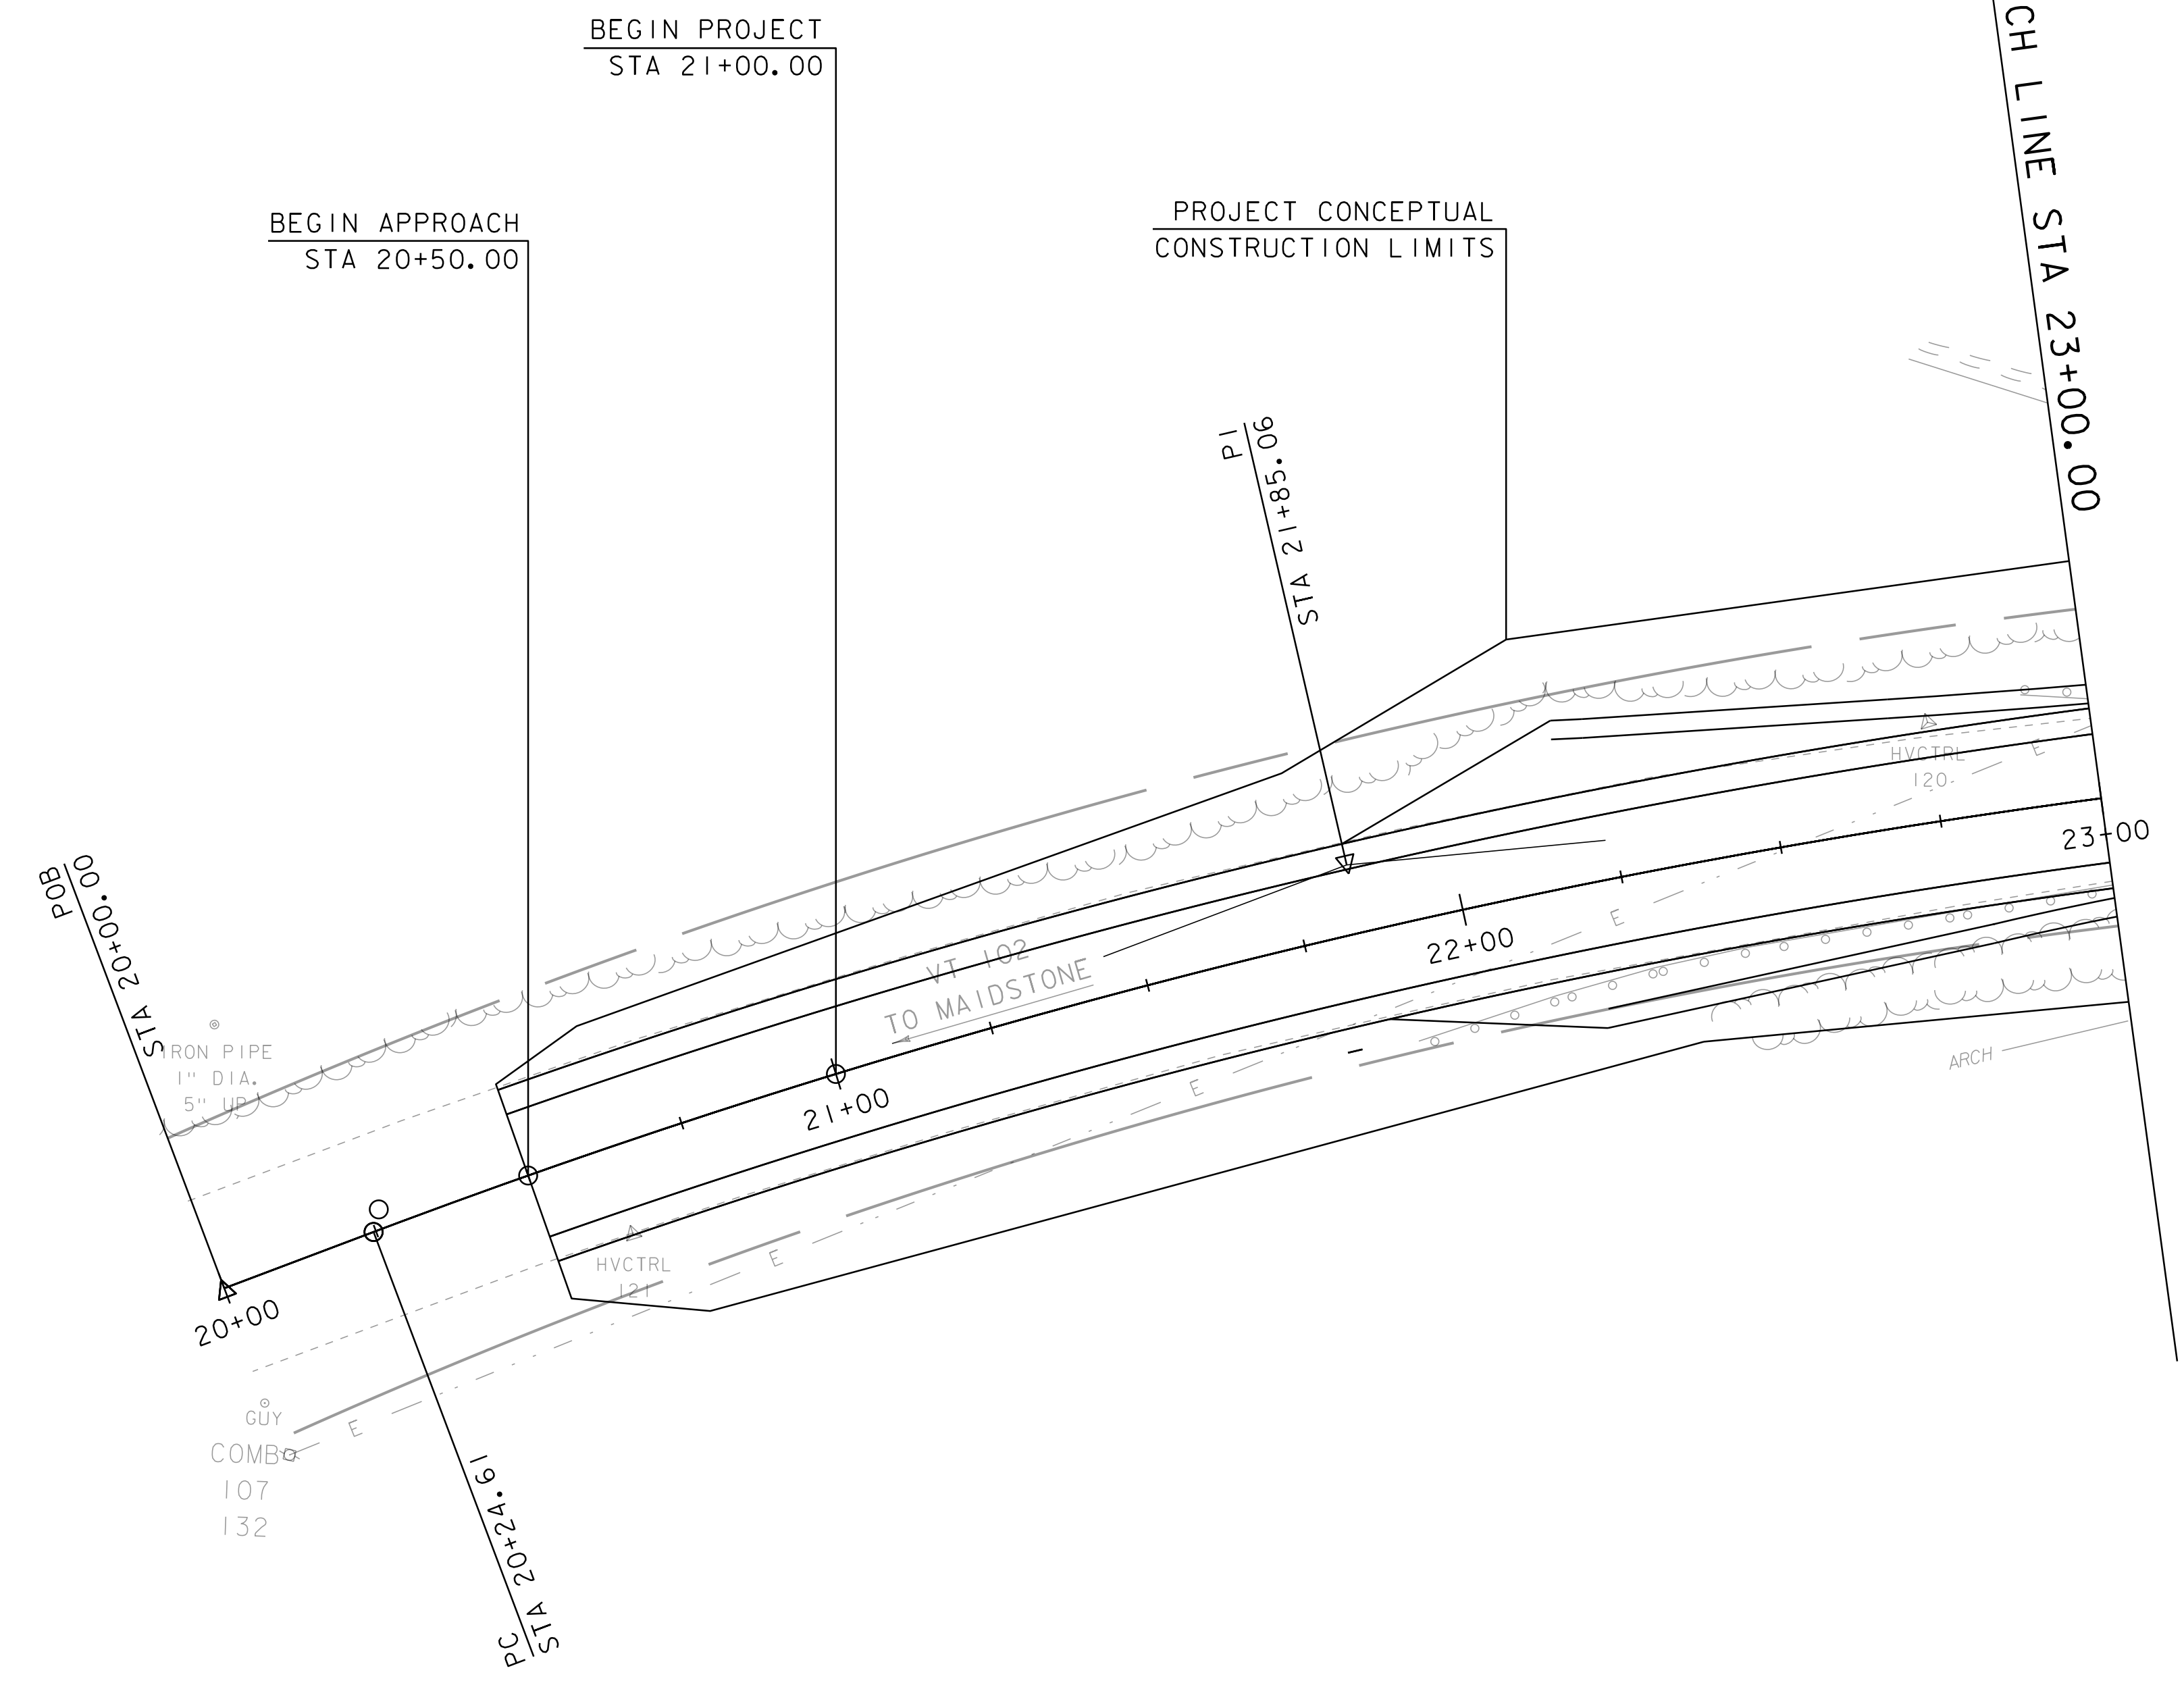 BEGIN PROJECT
STA 21+00.00
BEGIN APPROACH
STA 20+50.00
PROJECT CONCEPTUAL
CONSTRUCTION LIMITS
CH LINE STA 23+00.00
PI
STA 21+85.06
POB
STA 20+00.00
IRON PIPE
1" DIA.
5" UP
HVCTRL
120
E
23+00
22+00
E
VT 102
TO MAIDSTONE
21+00
E
ARCH
E
HVCTRL
121
20+00
GUY
COMBO
107
132
E
PC
STA 20+24.61